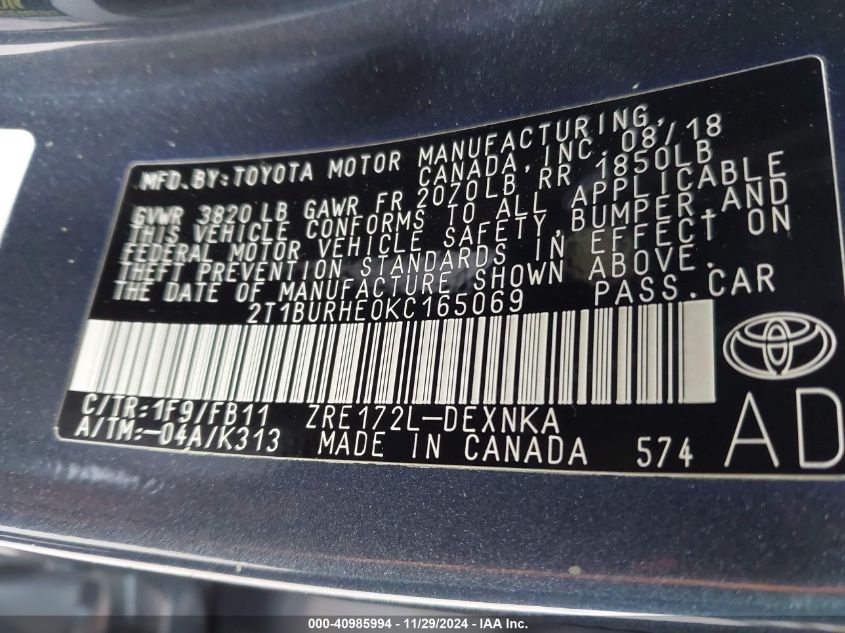 MFD. BY: TOYOTA MOTOR MANUFACTURING,
CANADA, INC. 08/18
GVWR 3820 LB GAWR FR 2070 LB RR 1850LB
THIS VEHICLE CONFORMS TO ALL APPLICABLE
FEDERAL MOTOR VEHICLE SAFETY, BUMPER, AND
THEFT PREVENTION STANDARDS IN EFFECT ON
THE DATE OF MANUFACTURE SHOWN ABOVE.
2T1BURHE0KC165069 PASS.CAR
C/TR:1F9/FB11 ZRE172L-DEXNKA
A/TM:-04A/K313 MADE IN CANADA 574
AD
000-40985994 - 11/29/2024 - IAAI Inc.